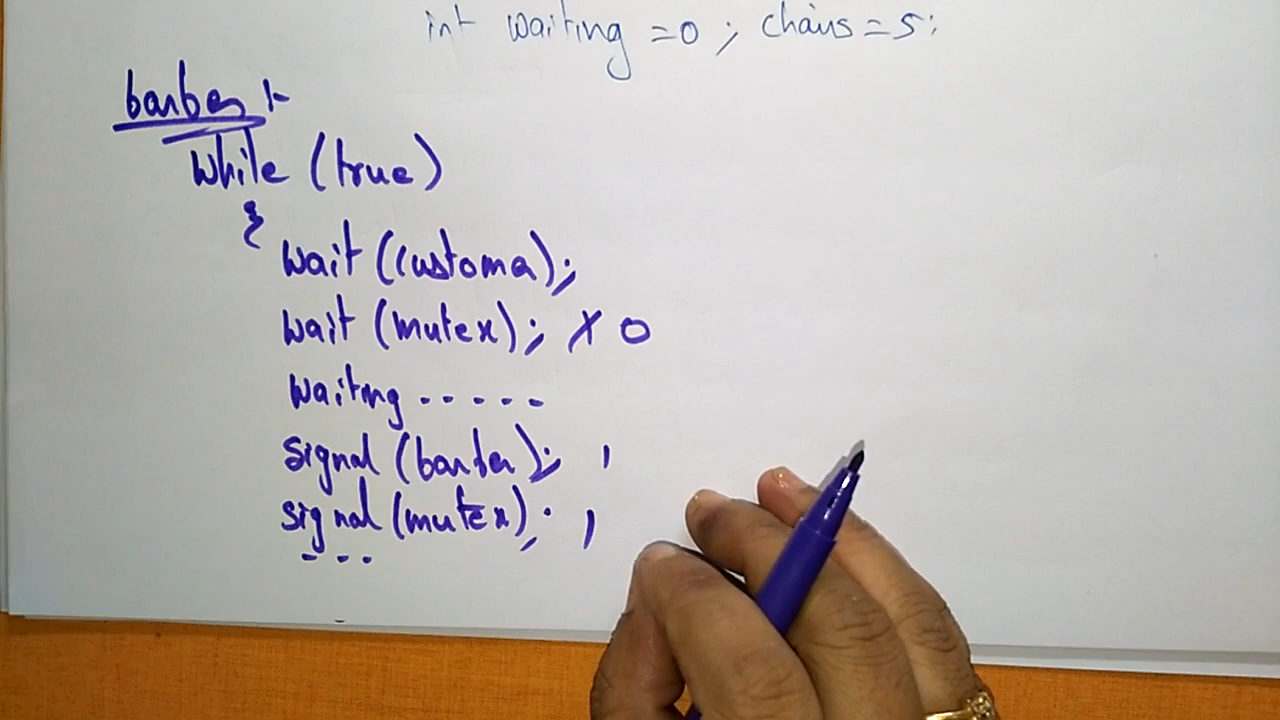 int waiting = 0 ; chairs = 5 ;
barber :-
while (true)
{
wait (customer);
wait (mutex); X 0
waiting - - - - -
signal (barber); 1
signal (mutex); 1
- - -